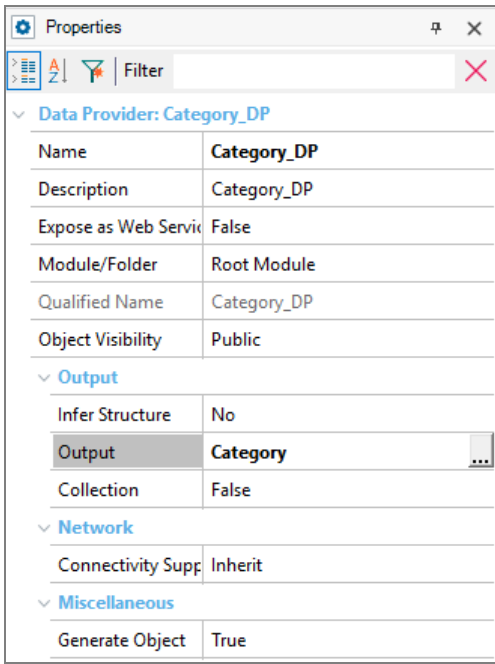 Properties
A Z Filter
Data Provider: Category_DP
Name Category_DP
Description Category_DP
Expose as Web Servic False
Module/Folder Root Module
Qualified Name Category_DP
Object Visibility Public
Output
Infer Structure No
Output Category ...
Collection False
Network
Connectivity Supp Inherit
Miscellaneous
Generate Object True